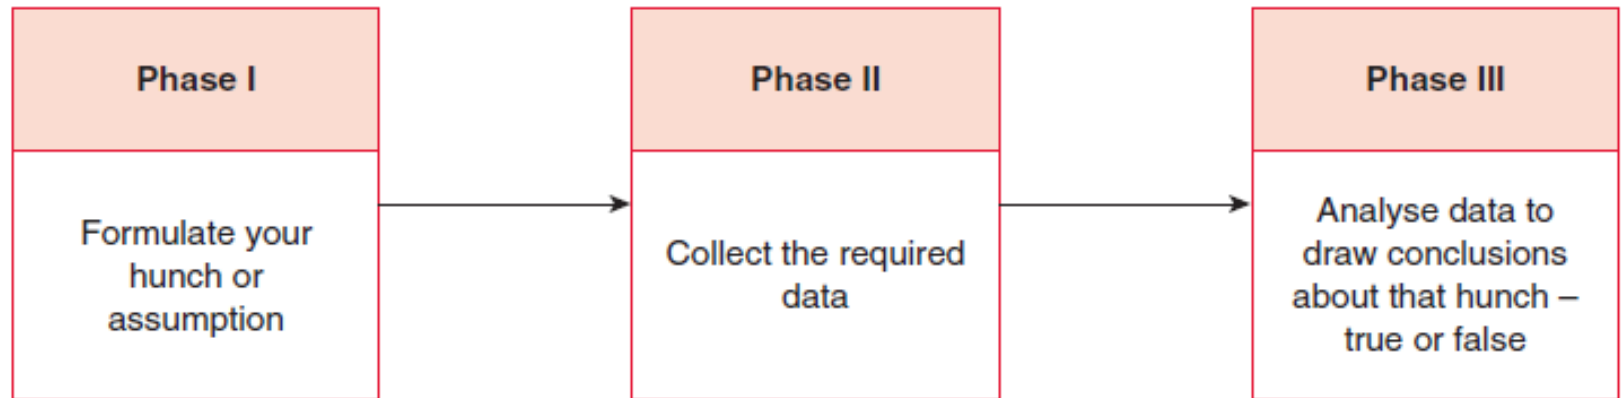 Phase I
Formulate your
hunch or
assumption
Phase II
Collect the required
data
Phase III
Analyse data to
draw conclusions
about that hunch –
true or false